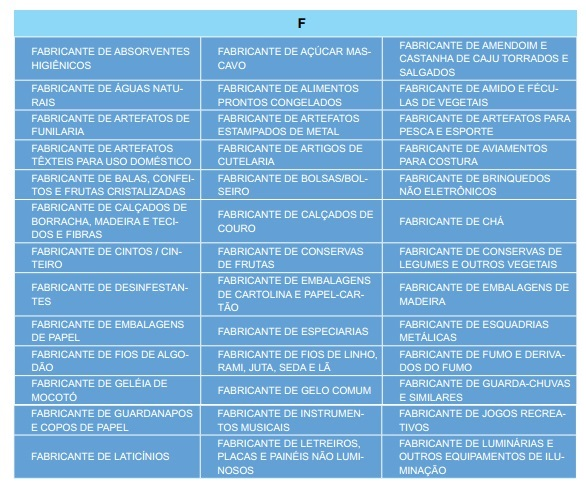 F
FABRICANTE DE ABSORVENTES
HIGIÊNICOS
FABRICANTE DE AÇÚCAR MAS-
CAVO
FABRICANTE DE AMENDOIM E
CASTANHA DE CAJU TORRADOS E
SALGADOS
FABRICANTE DE ÁGUAS NATU-
RAIS
FABRICANTE DE ALIMENTOS
PRONTOS CONGELADOS
FABRICANTE DE AMIDO E FÉCU-
LAS DE VEGETAIS
FABRICANTE DE ARTEFATOS DE
FUNILARIA
FABRICANTE DE ARTEFATOS
ESTAMPADOS DE METAL
FABRICANTE DE ARTEFATOS PARA
PESCA E ESPORTE
FABRICANTE DE ARTEFATOS
TÊXTEIS PARA USO DOMÉSTICO
FABRICANTE DE ARTIGOS DE
CUTELARIA
FABRICANTE DE AVIAMENTOS
PARA COSTURA
FABRICANTE DE BALAS, CONFEI-
TOS E FRUTAS CRISTALIZADAS
FABRICANTE DE BOLSAS/BOL-
SEIRO
FABRICANTE DE BRINQUEDOS
NÃO ELETRÔNICOS
FABRICANTE DE CALÇADOS DE
BORRACHA, MADEIRA E TECI-
DOS E FIBRAS
FABRICANTE DE CALÇADOS DE
COURO
FABRICANTE DE CHÁ
FABRICANTE DE CINTOS / CIN-
TEIRO
FABRICANTE DE CONSERVAS
DE FRUTAS
FABRICANTE DE CONSERVAS DE
LEGUMES E OUTROS VEGETAIS
FABRICANTE DE DESINFESTAN-
TES
FABRICANTE DE EMBALAGENS
DE CARTOLINA E PAPEL-CAR-
TÃO
FABRICANTE DE EMBALAGENS DE
MADEIRA
FABRICANTE DE EMBALAGENS
DE PAPEL
FABRICANTE DE ESPECIARIAS
FABRICANTE DE ESQUADRIAS
METÁLICAS
FABRICANTE DE FIOS DE ALGO-
DÃO
FABRICANTE DE FIOS DE LINHO,
RAMI, JUTA, SEDA E LÃ
FABRICANTE DE FUMO E DERIVA-
DOS DO FUMO
FABRICANTE DE GELÉIA DE
MOCOTÓ
FABRICANTE DE GELO COMUM
FABRICANTE DE GUARDA-CHUVAS
E SIMILARES
FABRICANTE DE GUARDANAPOS
E COPOS DE PAPEL
FABRICANTE DE INSTRUMEN-
TOS MUSICAIS
FABRICANTE DE JOGOS RECREA-
TIVOS
FABRICANTE DE LATICÍNIOS
FABRICANTE DE LETREIROS,
PLACAS E PAINÉIS NÃO LUMI-
NOSOS
FABRICANTE DE LUMINÁRIAS E
OUTROS EQUIPAMENTOS DE ILU-
MINAÇÃO